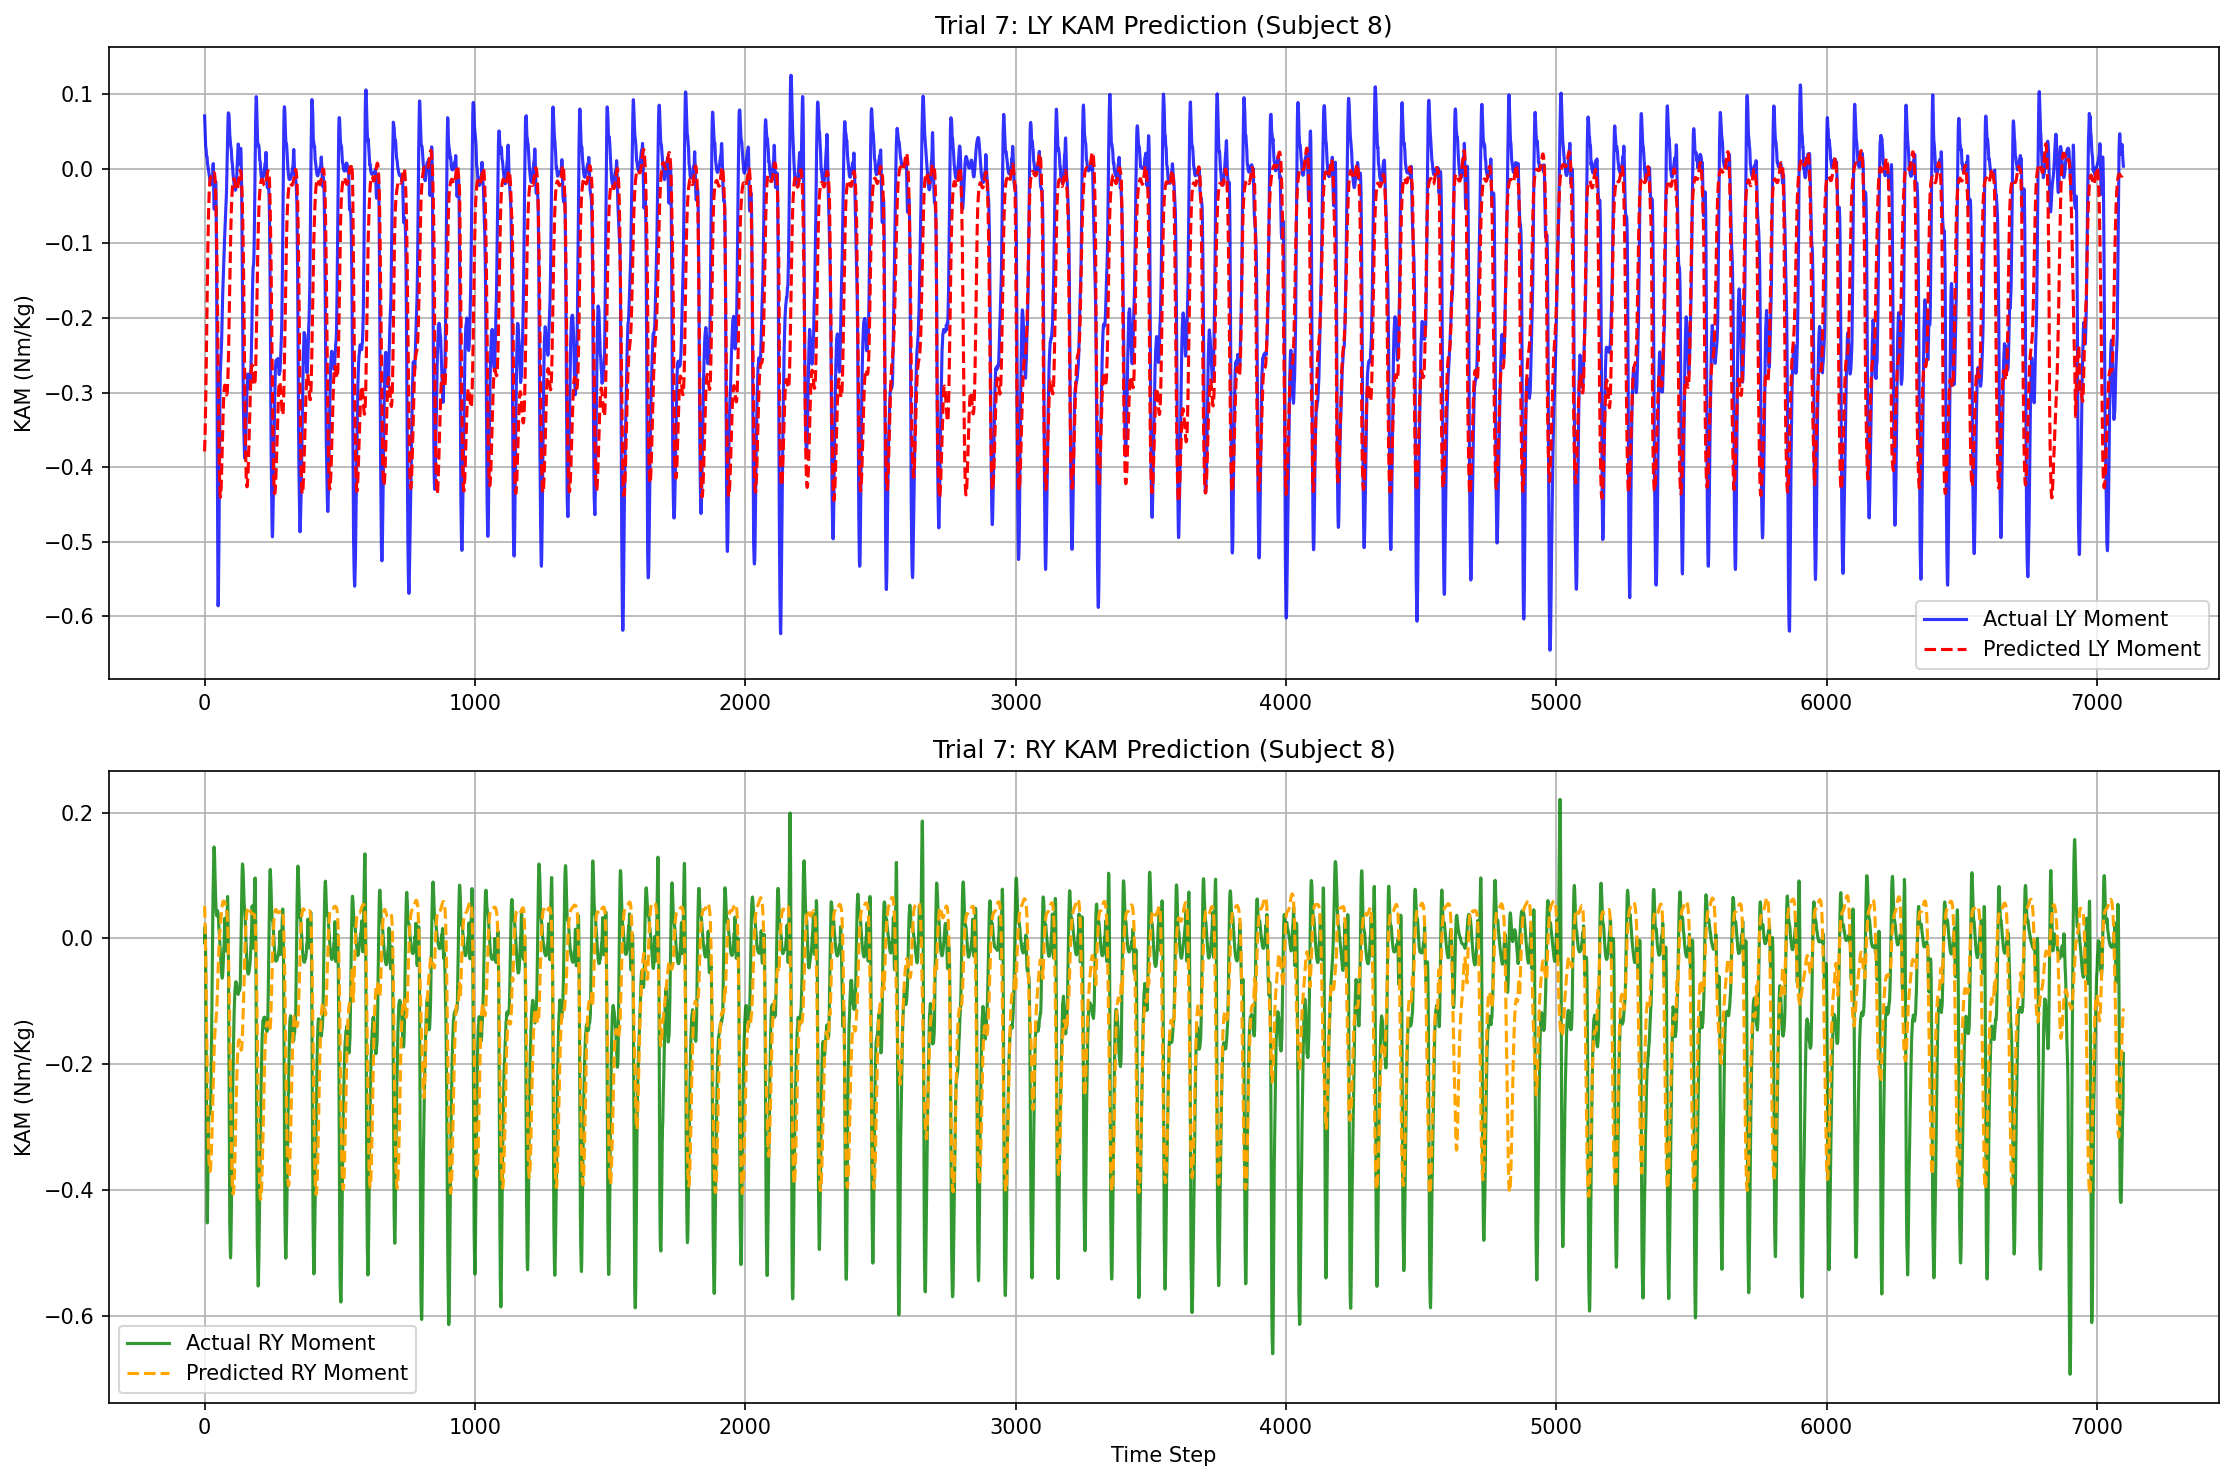 Trial 7: LY KAM Prediction (Subject 8)
KAM (Nm/Kg)
0.1
0.0
−0.1
−0.2
−0.3
−0.4
−0.5
−0.6
Actual LY Moment
Predicted LY Moment
0 1000 2000 3000 4000 5000 6000 7000
Trial 7: RY KAM Prediction (Subject 8)
KAM (Nm/Kg)
0.2
0.0
−0.2
−0.4
−0.6
Actual RY Moment
Predicted RY Moment
0 1000 2000 3000 4000 5000 6000 7000
Time Step